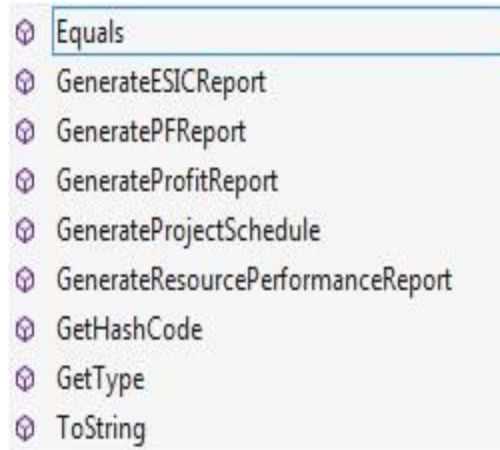 Equals
GenerateESICReport
GeneratePFReport
GenerateProfitReport
GenerateProjectSchedule
GenerateResourcePerformanceReport
GetHashCode
GetType
ToString